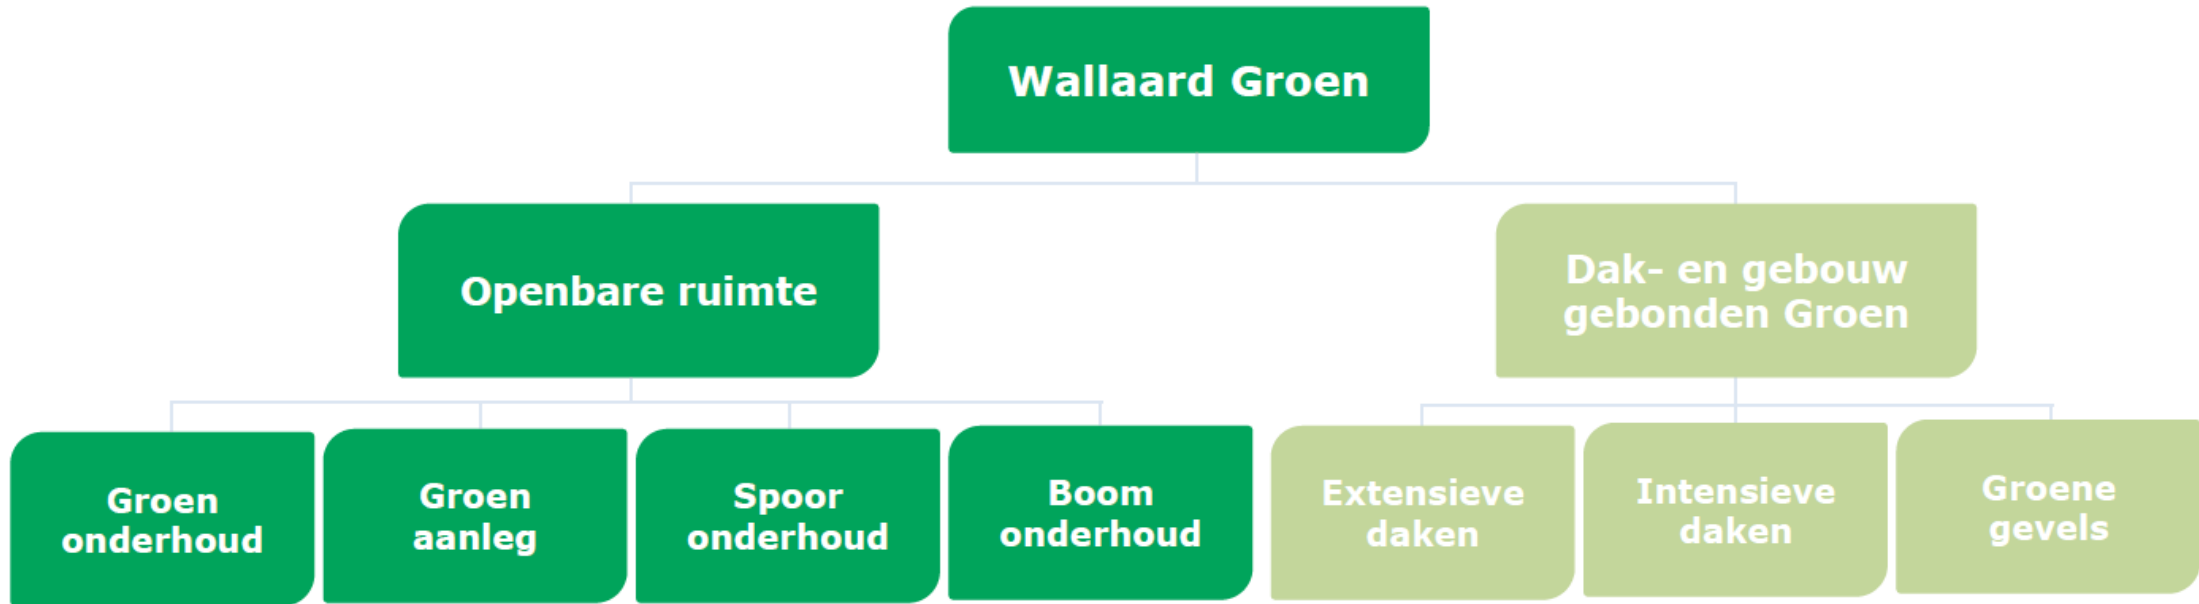 Wallaard Groen
Openbare ruimte
Dak- en gebouw
gebonden Groen
Groen
onderhoud
Groen
aanleg
Spoor
onderhoud
Boom
onderhoud
Extensieve
daken
Intensieve
daken
Groene
gevels